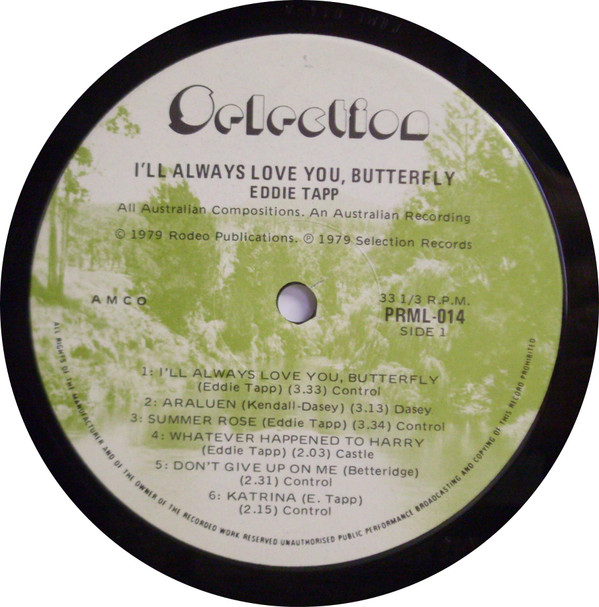 Selection
I'LL ALWAYS LOVE YOU, BUTTERFLY
EDDIE TAPP
All Australian Compositions. An Australian Recording
© 1979 Rodeo Publications. ℗ 1979 Selection Records
AMCO
33 1/3 R.P.M.
PRML-014
SIDE 1
1: I'LL ALWAYS LOVE YOU, BUTTERFLY
(Eddie Tapp) (3.33) Control
2: ARALUEN (Kendall-Dasey) (3.13) Dasey
3: SUMMER ROSE (Eddie Tapp) (3.34) Control
4: WHATEVER HAPPENED TO HARRY
(Eddie Tapp) (2.03) Castle
5: DON'T GIVE UP ON ME (Betteridge)
(2.31) Control
6: KATRINA (E. Tapp)
(2.15) Control
ALL RIGHTS OF THE MANUFACTURER AND OF THE OWNER OF THE RECORDED WORK RESERVED UNAUTHORISED PUBLIC PERFORMANCE BROADCASTING AND COPYING OF THIS RECORD PROHIBITED